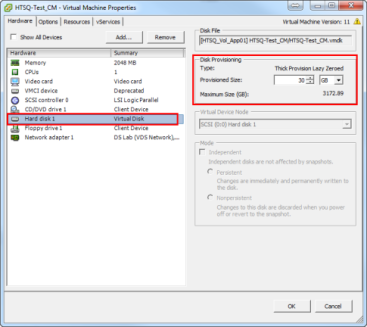 HTSQ-Test_CM - Virtual Machine Properties
Hardware Options Resources vServices
Virtual Machine Version: 11
Show All Devices Add... Remove
Hardware Summary
Memory 2048 MB
CPUs 1
Video card Video card
VMCI device Deprecated
SCSI controller 0 LSI Logic Parallel
CD/DVD drive 1 Client Device
Hard disk 1 Virtual Disk
Floppy drive 1 Client Device
Network adapter 1 DS Lab (VDS Network),...
Disk File
[HTSQ_Vol_App01] HTSQ-Test_CM/HTSQ-Test_CM.vmdk
Disk Provisioning
Type: Thick Provision Lazy Zeroed
Provisioned Size: 30 GB
Maximum Size (GB): 3172.89
Virtual Device Node
SCSI (0:0) Hard disk 1
Mode
Independent
Independent disks are not affected by snapshots.
Persistent
Changes are immediately and permanently written to
the disk.
Nonpersistent
Changes to this disk are discarded when you power
off or revert to the snapshot.
OK Cancel